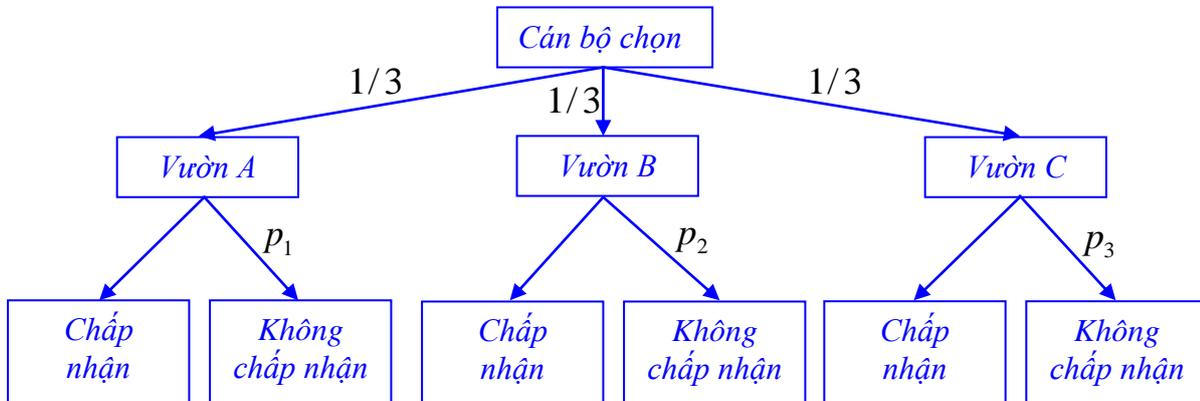 Cán bộ chọn
1/3
1/3
1/3
Vườn A
Vườn B
Vườn C
p₁
p₂
p₃
Chấp
nhận
Không
chấp nhận
Chấp
nhận
Không
chấp nhận
Chấp
nhận
Không
chấp nhận